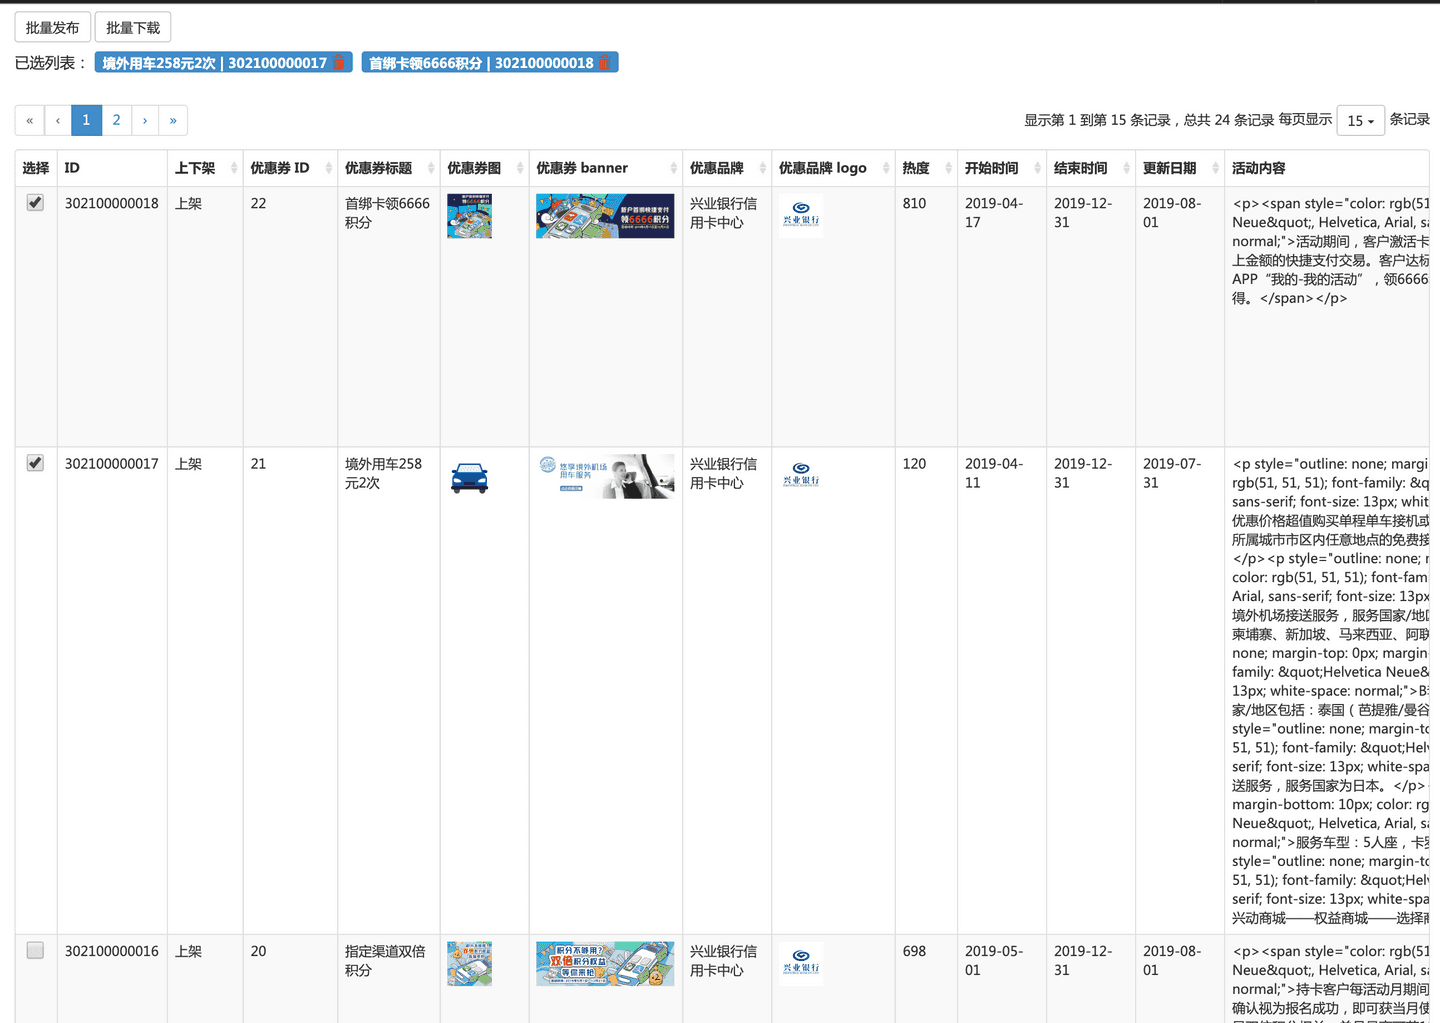 批量发布 批量下载
已选列表： 境外用车258元2次 | 302100000017 首绑卡领6666积分 | 302100000018
« ‹ 1 2 › » 显示第 1 到第 15 条记录，总共 24 条记录 每页显示 15 条记录
选择 ID 上下架 优惠券 ID 优惠券标题 优惠券图 优惠券 banner 优惠品牌 优惠品牌 logo 热度 开始时间 结束时间 更新日期 活动内容
302100000018 上架 22 首绑卡领6666 兴业银行信 810 2019-04- 2019-12- 2019-08- <p><span style="color: rgb(51
积分 用卡中心 17 31 01 Neue&quot;, Helvetica, Arial, sa
新户首绑快捷支付
领6666积分
兴业银行
normal;">活动期间，客户激活卡
上金额的快捷支付交易。客户达标
APP“我的-我的活动”，领6666
得。</span></p>
302100000017 上架 21 境外用车258 兴业银行信 120 2019-04- 2019-12- 2019-07- <p style="outline: none; margi
元2次 用卡中心 11 31 31 rgb(51, 51, 51); font-family: &q
悠享境外机场
用车服务
兴业银行
sans-serif; font-size: 13px; whit
优惠价格超值购买单程单车接机或
所属城市市区内任意地点的免费接
</p><p style="outline: none; r
color: rgb(51, 51, 51); font-fam
Arial, sans-serif; font-size: 13px
境外机场接送服务，服务国家/地区
柬埔寨、新加坡、马来西亚、阿联
none; margin-top: 0px; margin-
family: &quot;Helvetica Neue&
13px; white-space: normal;">B
家/地区包括：泰国（芭提雅/曼谷
style="outline: none; margin-to
51, 51); font-family: &quot;Hel
serif; font-size: 13px; white-spa
送服务，服务国家为日本。</p>
margin-bottom: 10px; color: rg
Neue&quot;, Helvetica, Arial, sa
normal;">服务车型：5人座，卡
style="outline: none; margin-to
51, 51); font-family: &quot;Hel
serif; font-size: 13px; white-spa
兴动商城——权益商城——选择商
302100000016 上架 20 指定渠道双倍 兴业银行信 698 2019-05- 2019-12- 2019-08- <p><span style="color: rgb(51
积分 用卡中心 01 31 01 Neue&quot;, Helvetica, Arial, sa
积分不够用?
双倍积分权益
等你来抢
兴业银行
normal;">持卡客户每活动月期间
确认视为报名成功，即可获当月使